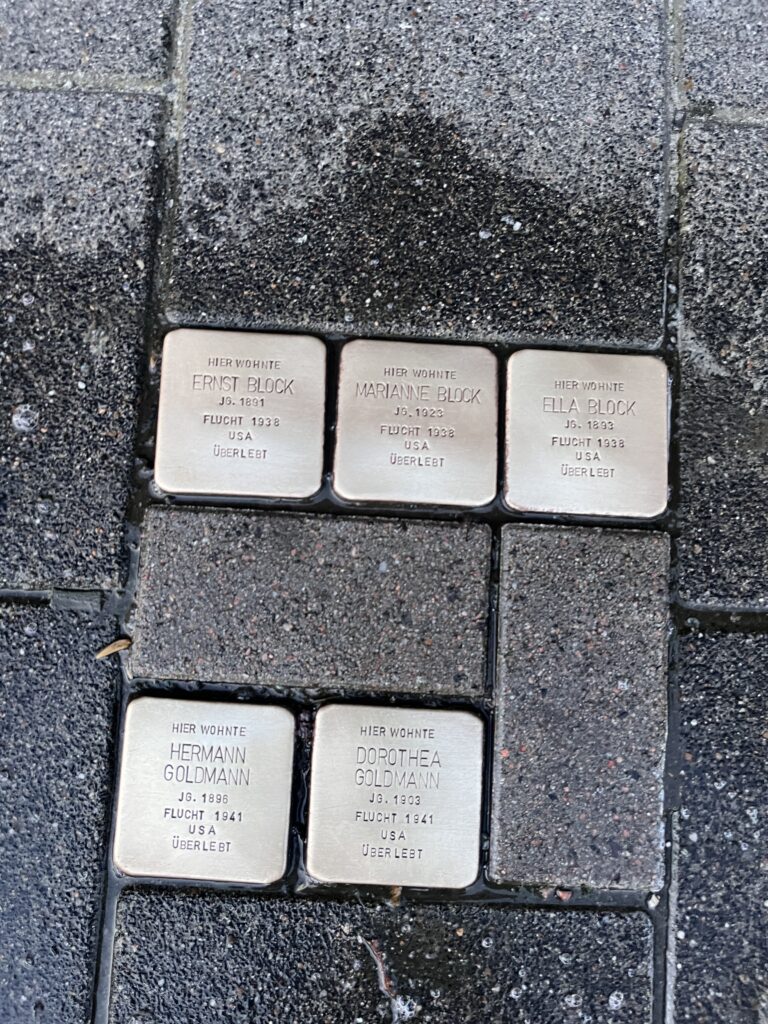 HIER WOHNTE
ERNST BLOCK
JG. 1891
FLUCHT 1938
USA
ÜBERLEBT
HIER WOHNTE
MARIANNE BLOCK
JG. 1923
FLUCHT 1938
USA
ÜBERLEBT
HIER WOHNTE
ELLA BLOCK
JG. 1893
FLUCHT 1938
USA
ÜBERLEBT
HIER WOHNTE
HERMANN
GOLDMANN
JG. 1896
FLUCHT 1941
USA
ÜBERLEBT
HIER WOHNTE
DOROTHEA
GOLDMANN
JG. 1903
FLUCHT 1941
USA
ÜBERLEBT